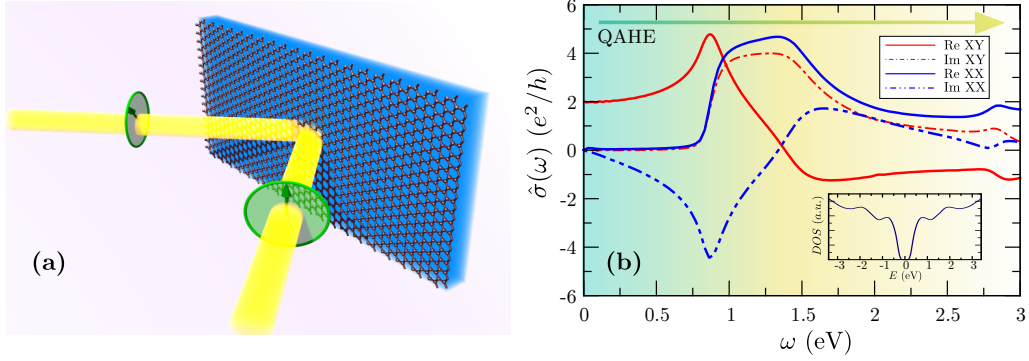 (a)
QAHE
Re XY
Im XY
Re XX
Im XX
6
4
2
0
-2
-4
-6
σ̂(ω) (e²/h)
DOS (a.u.)
-3 -2 -1 0 1 2 3
E (eV)
(b)
0 0.5 1 1.5 2 2.5 3
ω (eV)